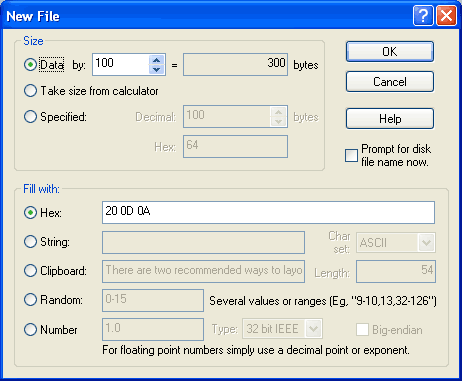 New File
Size
Data by: 100 = 300 bytes
OK
Take size from calculator
Cancel
Specified: Decimal: 100 bytes
Help
Hex: 64
Prompt for disk
file name now.
Fill with:
Hex: 20 0D 0A
String: Char set: ASCII
Clipboard: There are two recommended ways to layo Length: 54
Random: 0-15 Several values or ranges (Eg, "9-10,13,32-126")
Number 1.0 Type: 32 bit IEEE Big-endian
For floating point numbers simply use a decimal point or exponent.